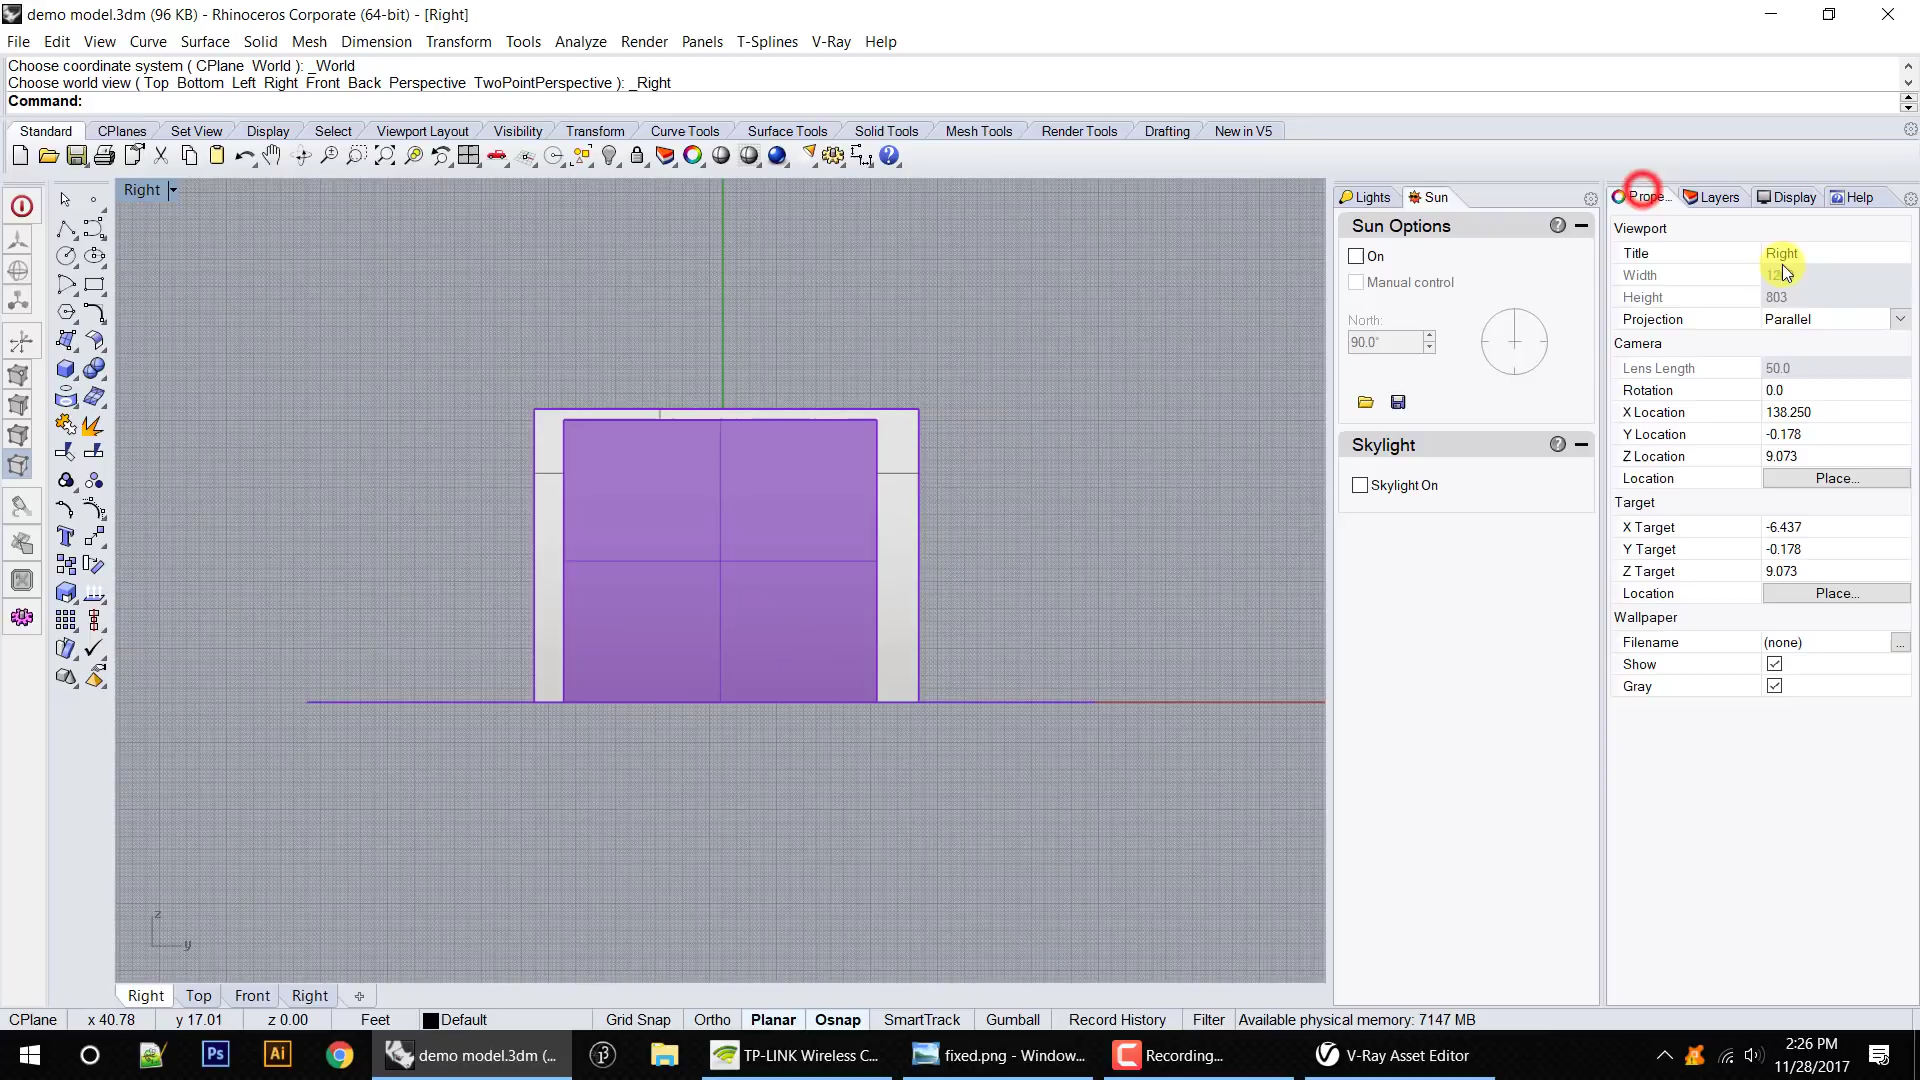 demo model.3dm (96 KB) - Rhinoceros Corporate (64-bit) - [Right]
File Edit View Curve Surface Solid Mesh Dimension Transform Tools Analyze Render Panels T-Splines V-Ray Help
Choose coordinate system ( CPlane World ): _World
Choose world view ( Top Bottom Left Right Front Back Perspective TwoPointPerspective ): _Right
Command:
Standard CPlanes Set View Display Select Viewport Layout Visibility Transform Curve Tools Surface Tools Solid Tools Mesh Tools Render Tools Drafting New in V5
Right
Lights Sun
Sun Options
On
Manual control
North:
90.0°
Skylight
Skylight On
Prope... Layers Display Help
Viewport
Title Right
Width
Height 803
Projection Parallel
Camera
Lens Length 50.0
Rotation 0.0
X Location 138.250
Y Location -0.178
Z Location 9.073
Location Place...
Target
X Target -6.437
Y Target -0.178
Z Target 9.073
Location Place...
Wallpaper
Filename (none) ...
Show
Gray
z
y
Right Top Front Right
CPlane x 40.78 y 17.01 z 0.00 Feet Default Grid Snap Ortho Planar Osnap SmartTrack Gumball Record History Filter Available physical memory: 7147 MB
Ps Ai demo model.3dm (... TP-LINK Wireless C... fixed.png - Window... Recording... V-Ray Asset Editor
2:26 PM
11/28/2017